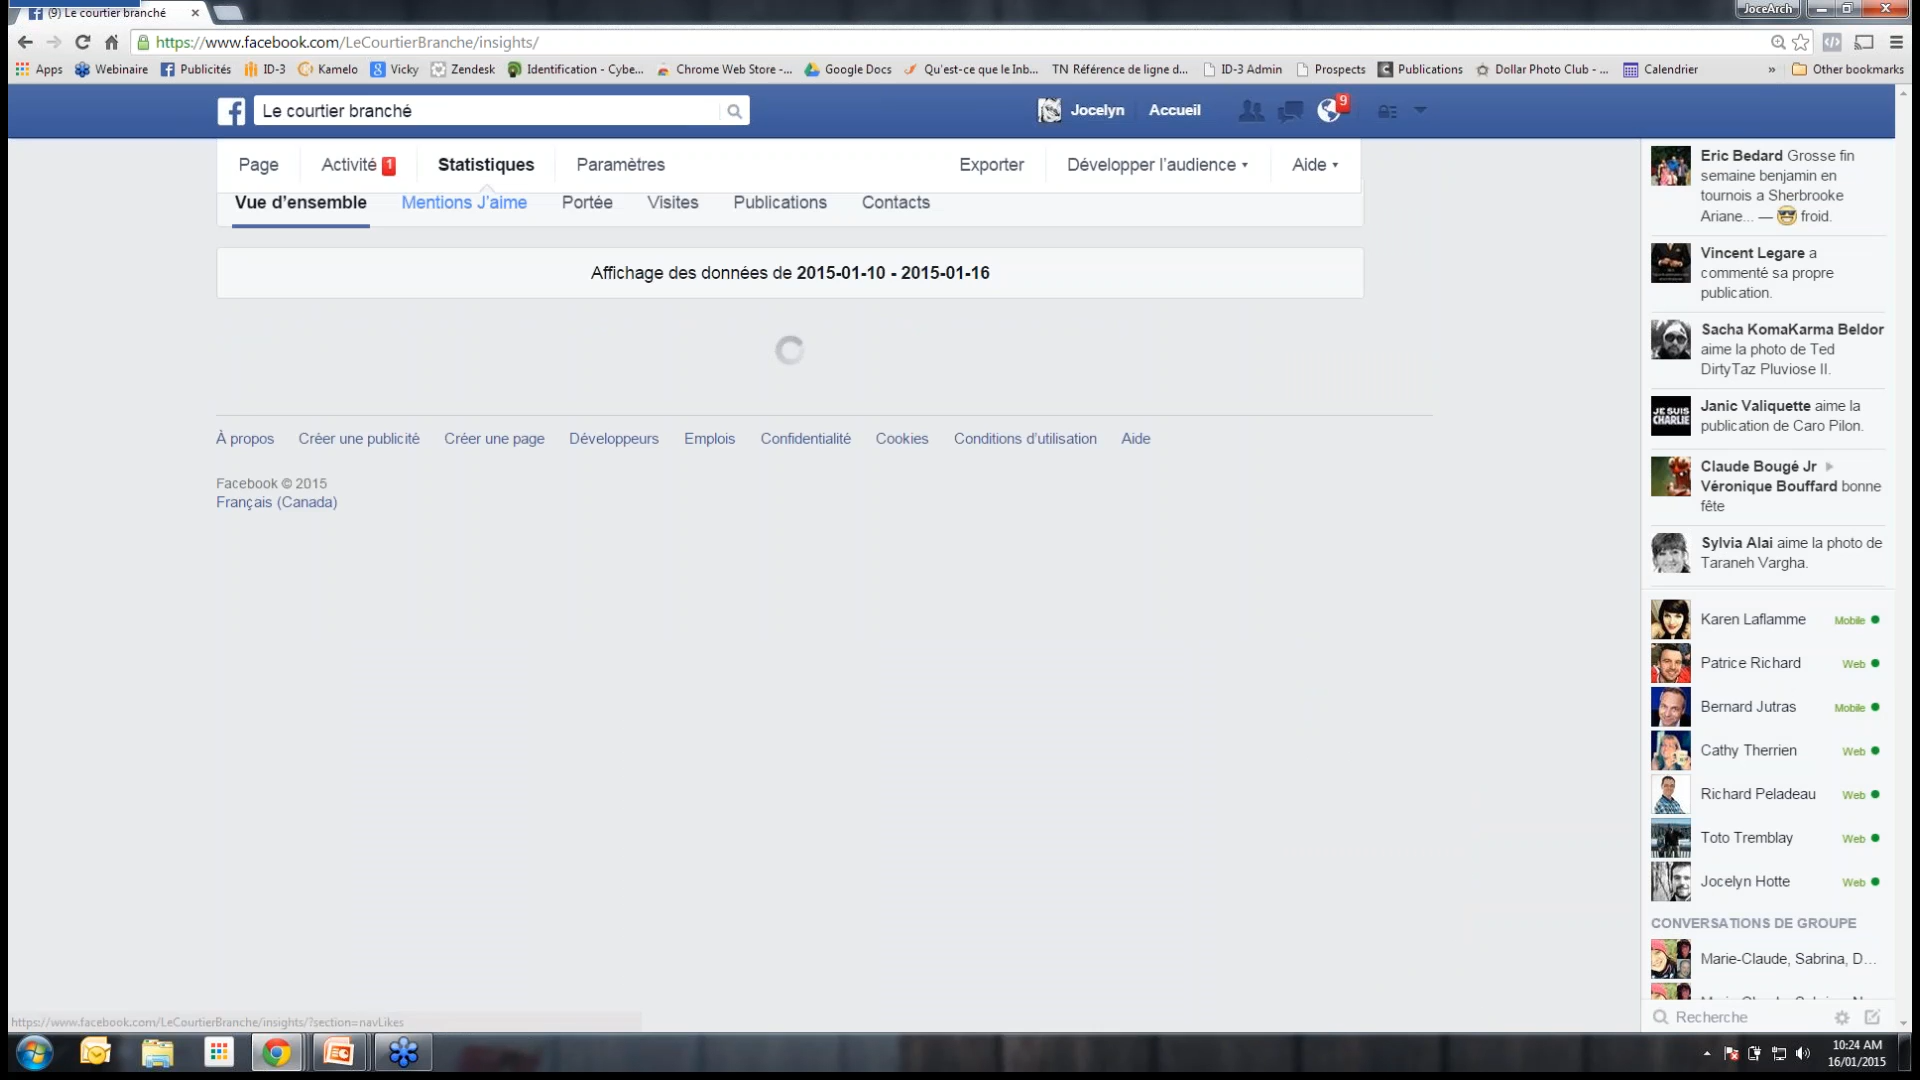 (9) Le courtier branché
JoceArch
https://www.facebook.com/LeCourtierBranche/insights/
Apps Webinaire Publicités ID-3 Kamelo Vicky Zendesk Identification - Cybe... Chrome Web Store -... Google Docs Qu'est-ce que le Inb... TN Référence de ligne d... ID-3 Admin Prospects Publications Dollar Photo Club - ... Calendrier » Other bookmarks
Le courtier branché
Jocelyn Accueil 9
Page Activité 1 Statistiques Paramètres Exporter Développer l'audience Aide
Vue d'ensemble Mentions J'aime Portée Visites Publications Contacts
Affichage des données de 2015-01-10 - 2015-01-16
À propos Créer une publicité Créer une page Développeurs Emplois Confidentialité Cookies Conditions d'utilisation Aide
Facebook © 2015
Français (Canada)
Eric Bedard Grosse fin
semaine benjamin en
tournois a Sherbrooke
Ariane... — 😎 froid.
Vincent Legare a
commenté sa propre
publication.
Sacha KomaKarma Beldor
aime la photo de Ted
DirtyTaz Pluviose II.
JE SUIS
CHARLIE
Janic Valiquette aime la
publication de Caro Pilon.
Claude Bougé Jr
Véronique Bouffard bonne
fête
Sylvia Alai aime la photo de
Taraneh Vargha.
Karen Laflamme Mobile
Patrice Richard Web
Bernard Jutras Mobile
Cathy Therrien Web
Richard Peladeau Web
Toto Tremblay Web
Jocelyn Hotte Web
CONVERSATIONS DE GROUPE
Marie-Claude, Sabrina, D...
Recherche
https://www.facebook.com/LeCourtierBranche/insights/?section=navLikes
10:24 AM
16/01/2015